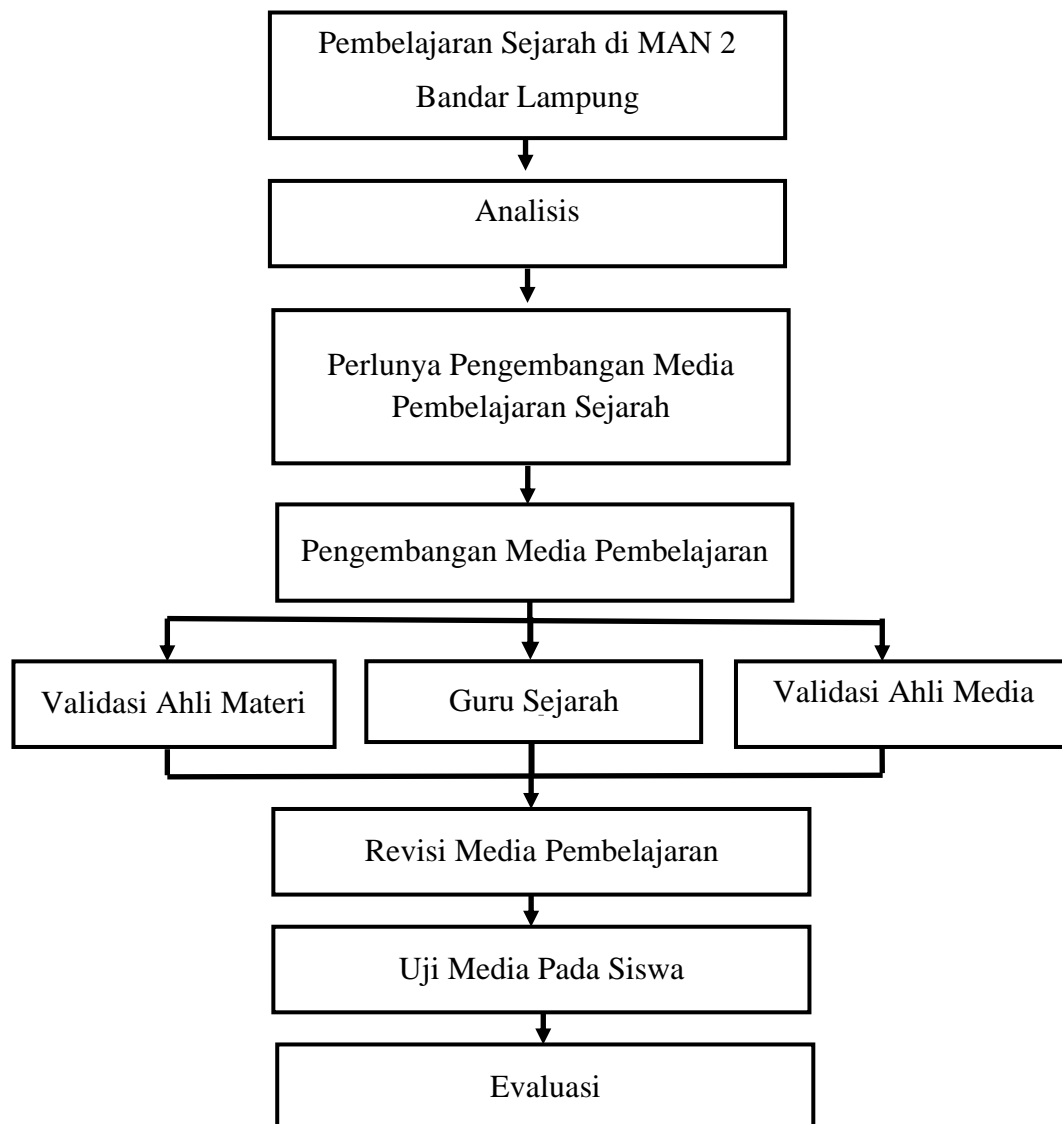 Pembelajaran Sejarah di MAN 2
Bandar Lampung
Analisis
Perlunya Pengembangan Media
Pembelajaran Sejarah
Pengembangan Media Pembelajaran
Validasi Ahli Materi
Guru Sejarah
Validasi Ahli Media
Revisi Media Pembelajaran
Uji Media Pada Siswa
Evaluasi